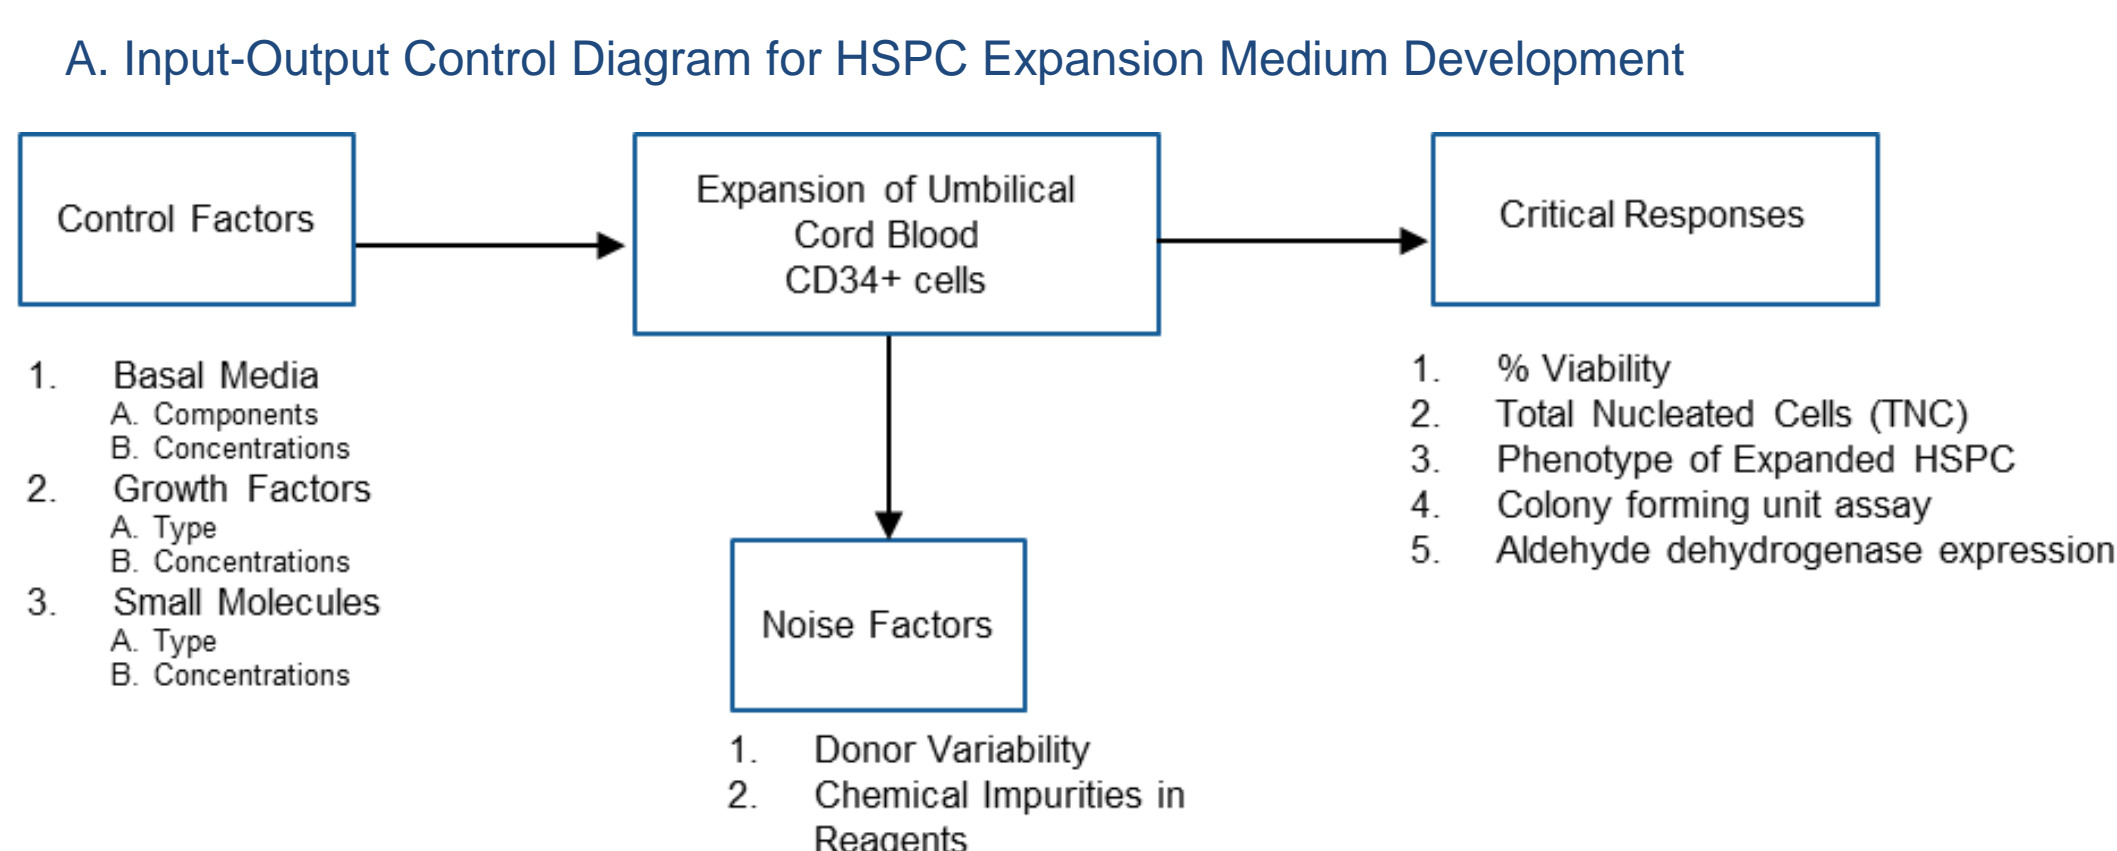 A. Input-Output Control Diagram for HSPC Expansion Medium Development
Control Factors
Expansion of Umbilical
Cord Blood
CD34+ cells
Critical Responses
1. Basal Media
A. Components
B. Concentrations
2. Growth Factors
A. Type
B. Concentrations
3. Small Molecules
A. Type
B. Concentrations
Noise Factors
1. Donor Variability
2. Chemical Impurities in
Reagents
1. % Viability
2. Total Nucleated Cells (TNC)
3. Phenotype of Expanded HSPC
4. Colony forming unit assay
5. Aldehyde dehydrogenase expression